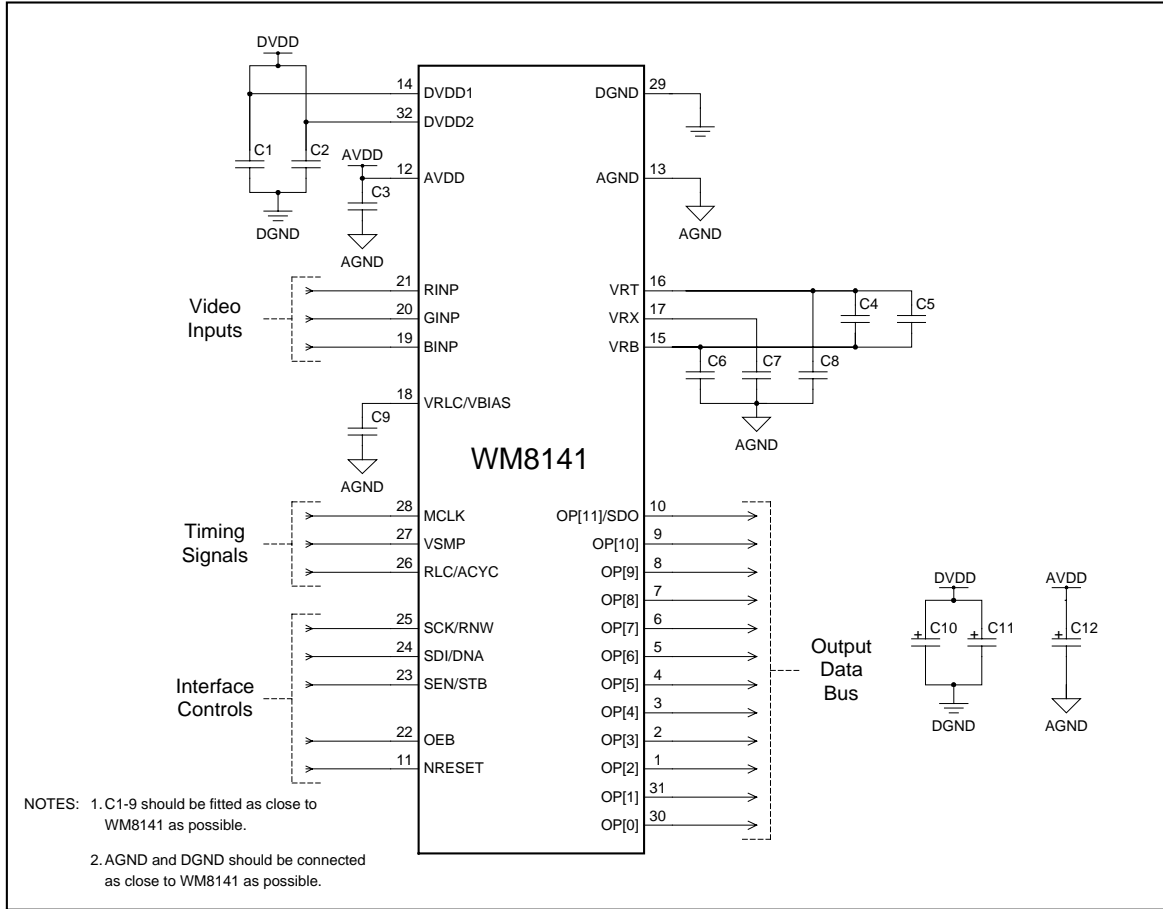 DVDD
14
DVDD1
DGND
29
32
DVDD2
C1
C2
AVDD
12
AVDD
AGND
13
C3
DGND
AGND
AGND
Video
Inputs
21
RINP
20
GINP
19
BINP
VRT
16
VRX
17
VRB
15
C4
C5
C6
C7
C8
AGND
18
VRLC/VBIAS
C9
AGND
WM8141
Timing
Signals
28
MCLK
27
VSMP
26
RLC/ACYC
Interface
Controls
25
SCK/RNW
24
SDI/DNA
23
SEN/STB
22
OEB
11
NRESET
OP[11]/SDO
10
OP[10]
9
OP[9]
8
OP[8]
7
OP[7]
6
OP[6]
5
OP[5]
4
OP[4]
3
OP[3]
2
OP[2]
1
OP[1]
31
OP[0]
30
Output
Data
Bus
DVDD
+
C10
+
C11
DGND
AVDD
+
C12
AGND
NOTES: 1. C1-9 should be fitted as close to
WM8141 as possible.
2. AGND and DGND should be connected
as close to WM8141 as possible.